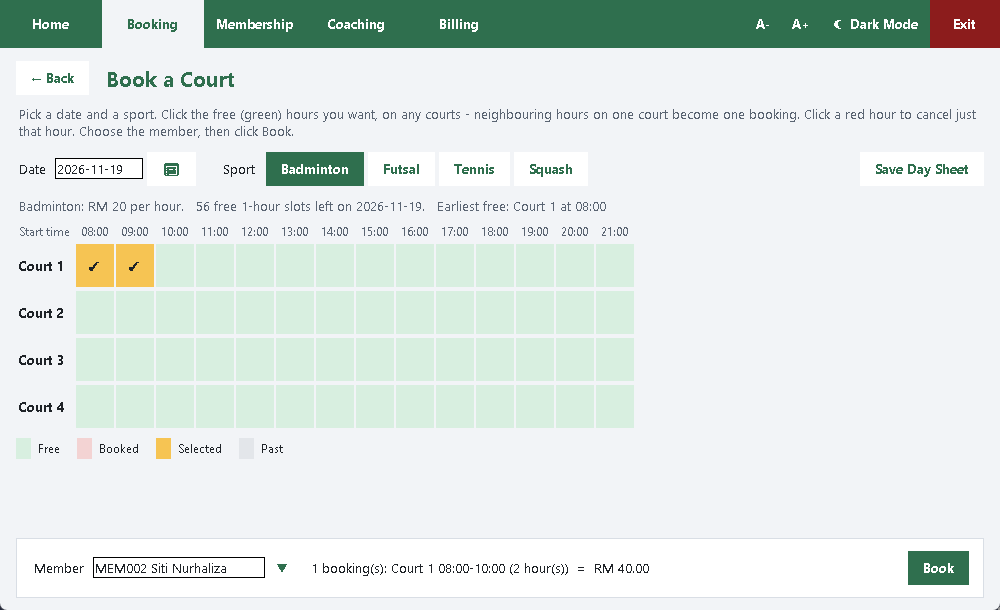 Home Booking Membership Coaching Billing A- A+ Dark Mode Exit
← Back Book a Court
Pick a date and a sport. Click the free (green) hours you want, on any courts - neighbouring hours on one court become one booking. Click a red hour to cancel just
that hour. Choose the member, then click Book.
Date 2026-11-19 Sport Badminton Futsal Tennis Squash Save Day Sheet
Badminton: RM 20 per hour. 56 free 1-hour slots left on 2026-11-19. Earliest free: Court 1 at 08:00
Start time 08:00 09:00 10:00 11:00 12:00 13:00 14:00 15:00 16:00 17:00 18:00 19:00 20:00 21:00
Court 1 ✓ ✓
Court 2
Court 3
Court 4
Free Booked Selected Past
Member MEM002 Siti Nurhaliza ▼ 1 booking(s): Court 1 08:00-10:00 (2 hour(s)) = RM 40.00 Book